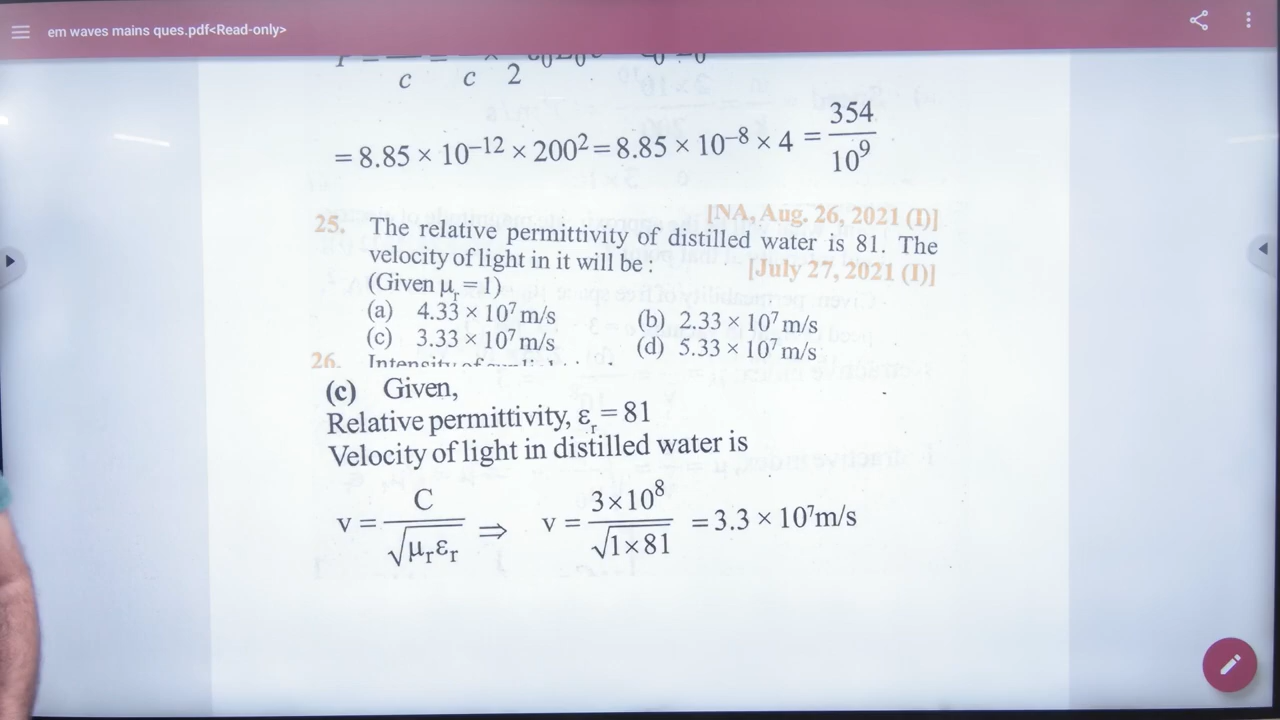 em waves mains ques.pdf<Read-only>
c c 2
= 8.85 × 10⁻¹² × 200² = 8.85 × 10⁻⁸ × 4 = 354/10⁹
[NA, Aug. 26, 2021 (I)]
25. The relative permittivity of distilled water is 81. The
velocity of light in it will be : [July 27, 2021 (I)]
(Given μᵣ = 1)
(a) 4.33 × 10⁷ m/s (b) 2.33 × 10⁷ m/s
(c) 3.33 × 10⁷ m/s (d) 5.33 × 10⁷ m/s
26. Intensity of
(c) Given,
Relative permittivity, εᵣ = 81
Velocity of light in distilled water is
v = C/√μᵣεᵣ ⇒ v = 3×10⁸/√1×81 = 3.3 × 10⁷m/s